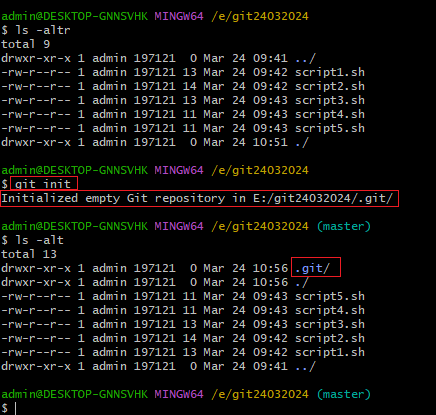 admin@DESKTOP-GNNSVHK MINGW64 /e/git24032024
$ ls -altr
total 9
drwxr-xr-x 1 admin 197121  0 Mar 24 09:41 ../
-rw-r--r-- 1 admin 197121 13 Mar 24 09:42 script1.sh
-rw-r--r-- 1 admin 197121 14 Mar 24 09:42 script2.sh
-rw-r--r-- 1 admin 197121 13 Mar 24 09:43 script3.sh
-rw-r--r-- 1 admin 197121 11 Mar 24 09:43 script4.sh
-rw-r--r-- 1 admin 197121 11 Mar 24 09:43 script5.sh
drwxr-xr-x 1 admin 197121  0 Mar 24 10:51 ./
admin@DESKTOP-GNNSVHK MINGW64 /e/git24032024
$ git init
Initialized empty Git repository in E:/git24032024/.git/
admin@DESKTOP-GNNSVHK MINGW64 /e/git24032024 (master)
$ ls -alt
total 13
drwxr-xr-x 1 admin 197121  0 Mar 24 10:56 .git/
drwxr-xr-x 1 admin 197121  0 Mar 24 10:56 ./
-rw-r--r-- 1 admin 197121 11 Mar 24 09:43 script5.sh
-rw-r--r-- 1 admin 197121 11 Mar 24 09:43 script4.sh
-rw-r--r-- 1 admin 197121 13 Mar 24 09:43 script3.sh
-rw-r--r-- 1 admin 197121 14 Mar 24 09:42 script2.sh
-rw-r--r-- 1 admin 197121 13 Mar 24 09:42 script1.sh
drwxr-xr-x 1 admin 197121  0 Mar 24 09:41 ../
admin@DESKTOP-GNNSVHK MINGW64 /e/git24032024 (master)
$